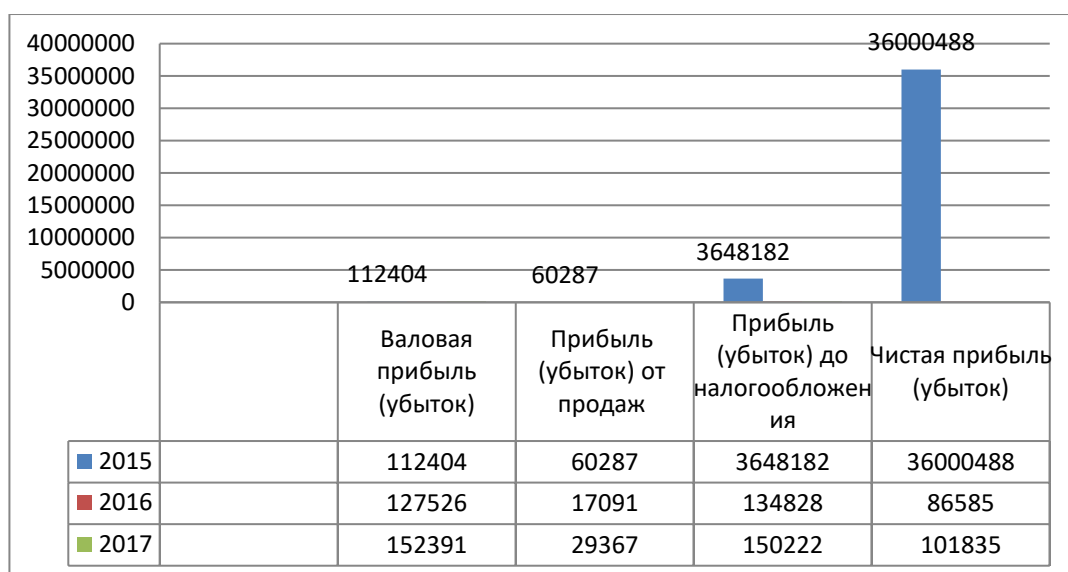 40000000
35000000
30000000
25000000
20000000
15000000
10000000
5000000
0
112404
60287
3648182
36000488
Валовая
прибыль
(убыток)
Прибыль
(убыток) от
продаж
Прибыль
(убыток) до
налогообложен
ия
Чистая прибыль
(убыток)
2015 112404 60287 3648182 36000488
2016 127526 17091 134828 86585
2017 152391 29367 150222 101835